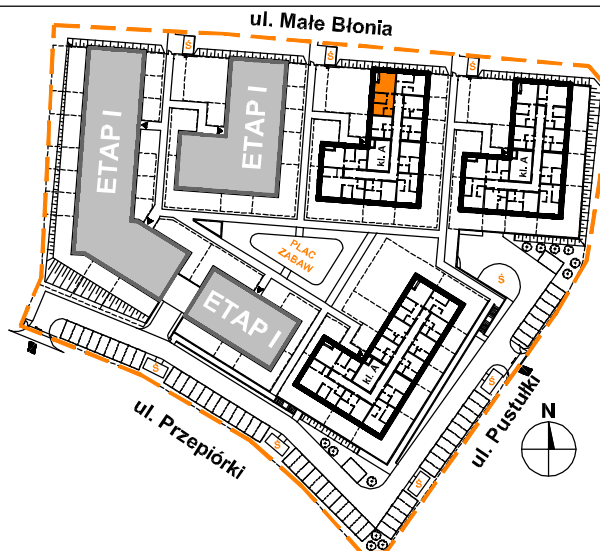 ul. Małe Błonia
Ś
Ś
Ś
ETAP I
ETAP I
kl. A
kl. A
PLAC
ZABAW
Ś
ETAP I
kl. A
Ś
Ś
ul. Przepiórki
Ś
Ś
ul. Pustułki
N